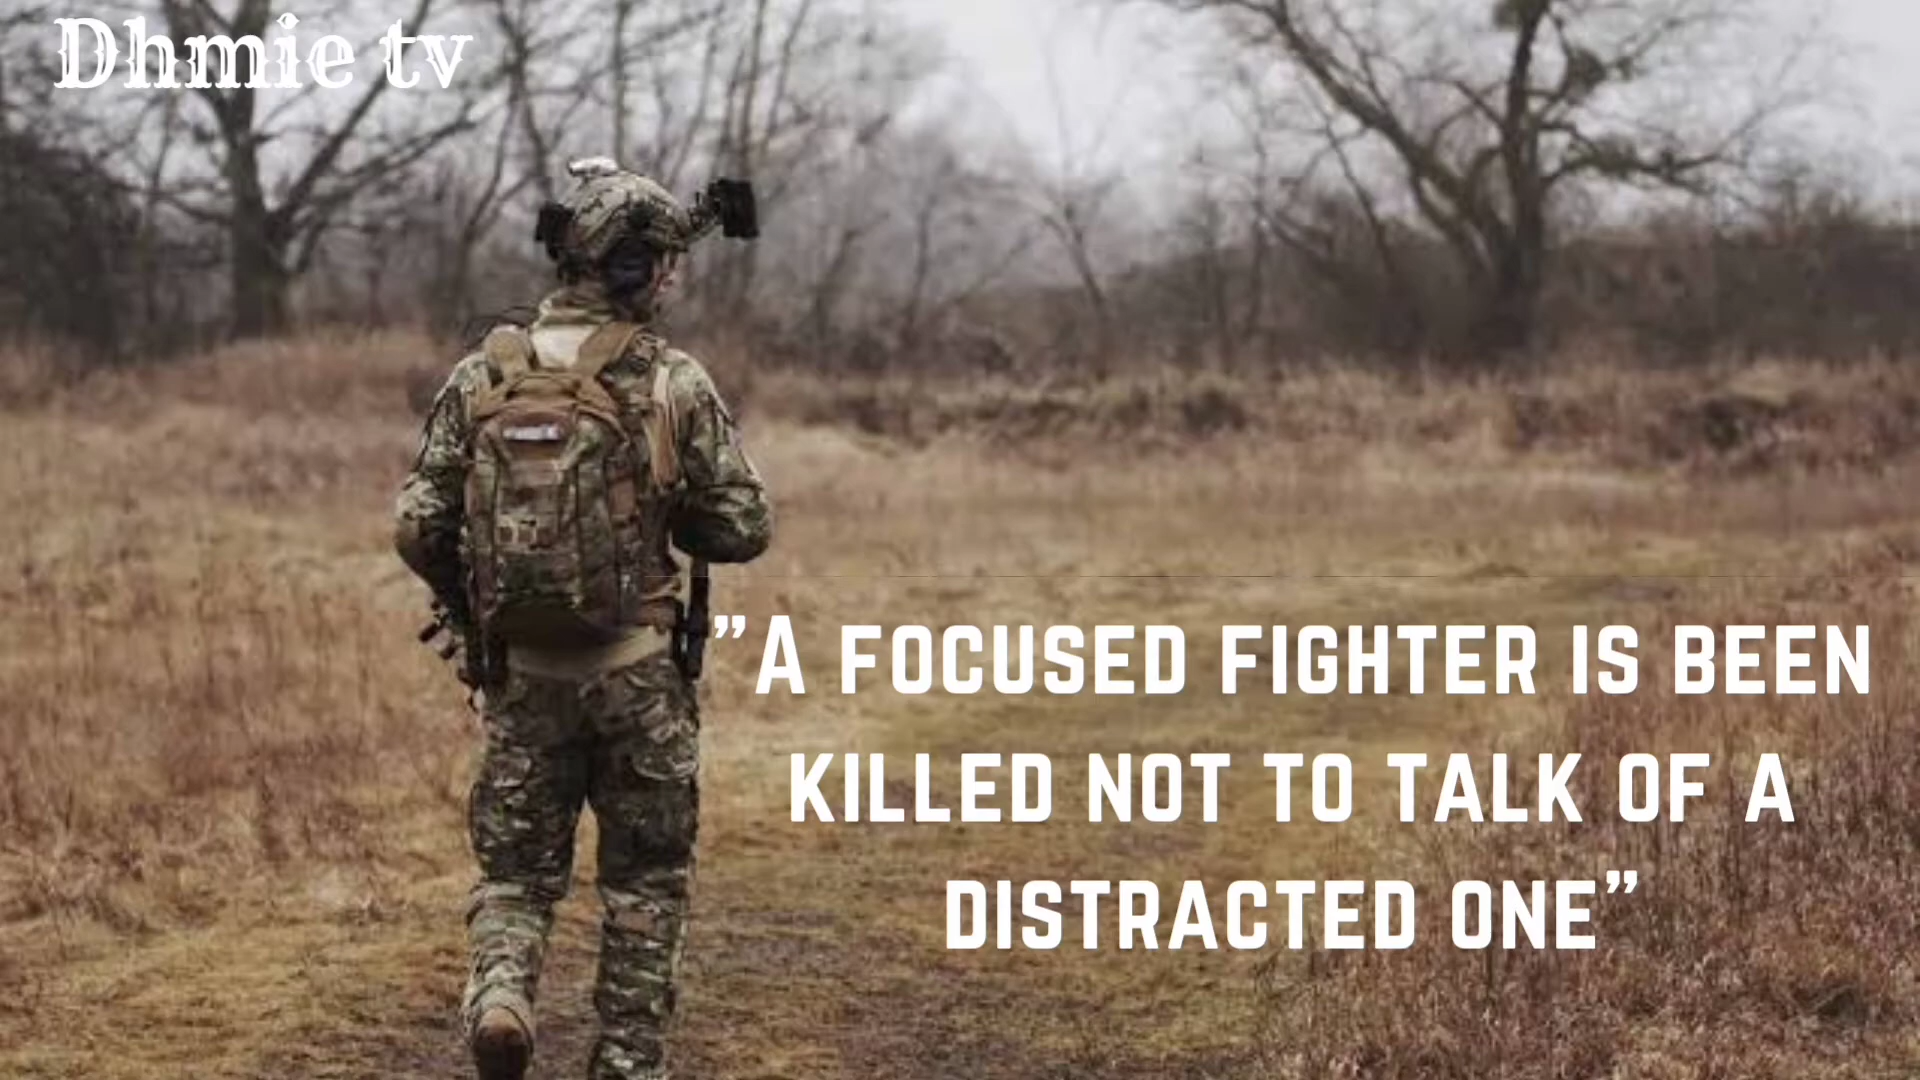 Dhmie tv
"A FOCUSED FIGHTER IS BEEN
KILLED NOT TO TALK OF A
DISTRACTED ONE"